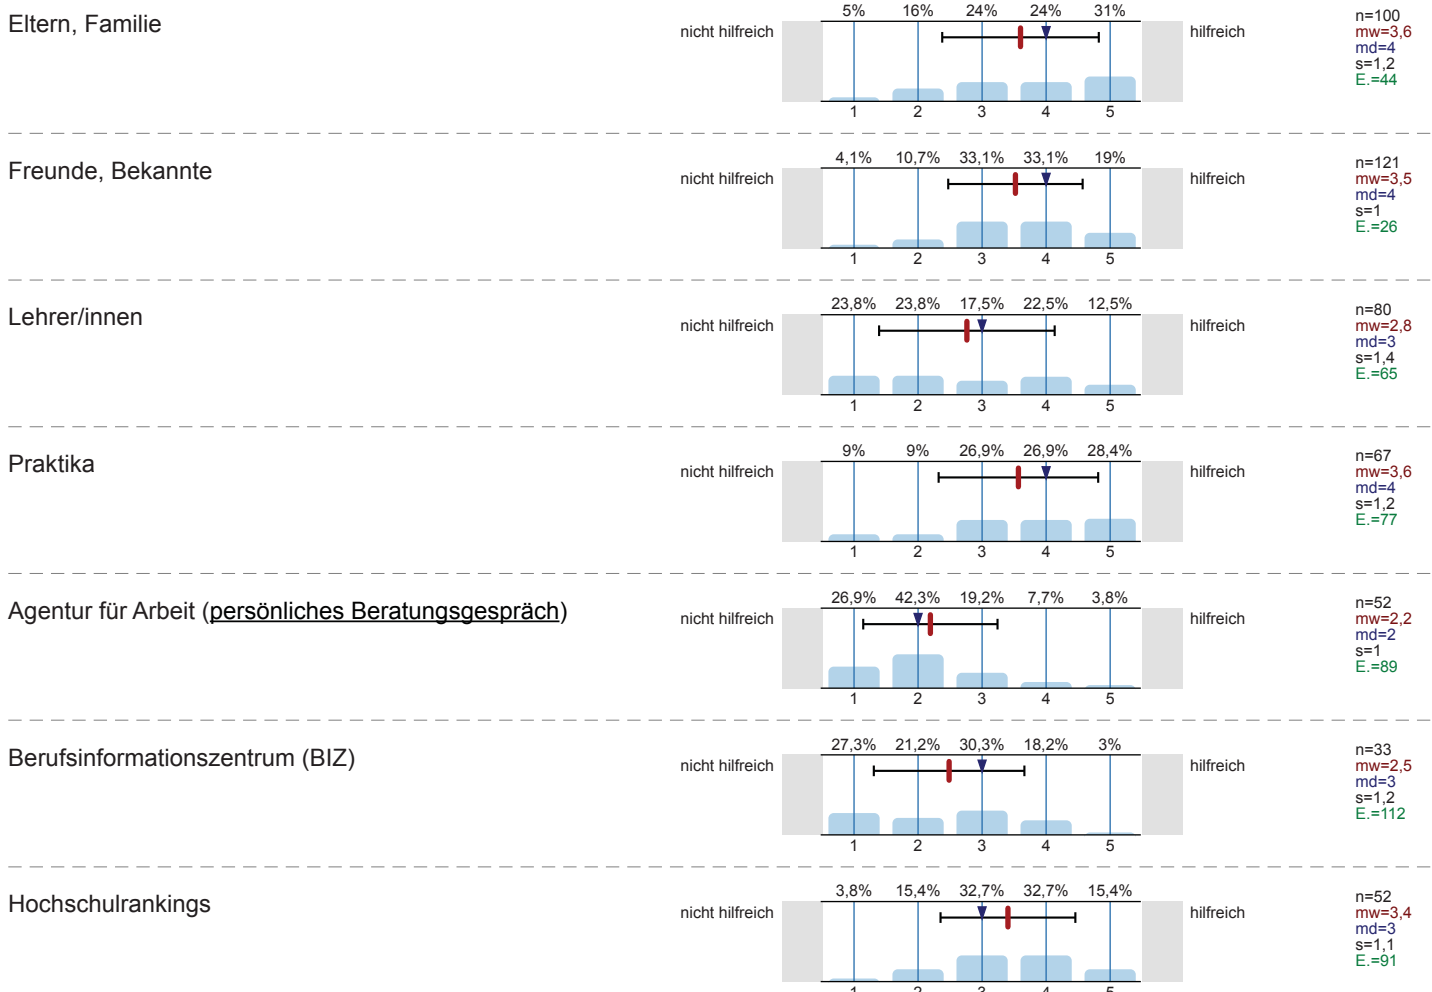 Eltern, Familie
5% 16% 24% 24% 31%
nicht hilfreich
hilfreich
1 2 3 4 5
n=100
mw=3,6
md=4
s=1,2
E.=44
Freunde, Bekannte
4,1% 10,7% 33,1% 33,1% 19%
nicht hilfreich
hilfreich
1 2 3 4 5
n=121
mw=3,5
md=4
s=1
E.=26
Lehrer/innen
23,8% 23,8% 17,5% 22,5% 12,5%
nicht hilfreich
hilfreich
1 2 3 4 5
n=80
mw=2,8
md=3
s=1,4
E.=65
Praktika
9% 9% 26,9% 26,9% 28,4%
nicht hilfreich
hilfreich
1 2 3 4 5
n=67
mw=3,6
md=4
s=1,2
E.=77
Agentur für Arbeit (persönliches Beratungsgespräch)
26,9% 42,3% 19,2% 7,7% 3,8%
nicht hilfreich
hilfreich
1 2 3 4 5
n=52
mw=2,2
md=2
s=1
E.=89
Berufsinformationszentrum (BIZ)
27,3% 21,2% 30,3% 18,2% 3%
nicht hilfreich
hilfreich
1 2 3 4 5
n=33
mw=2,5
md=3
s=1,2
E.=112
Hochschulrankings
3,8% 15,4% 32,7% 32,7% 15,4%
nicht hilfreich
hilfreich
1 2 3 4 5
n=52
mw=3,4
md=3
s=1,1
E.=91